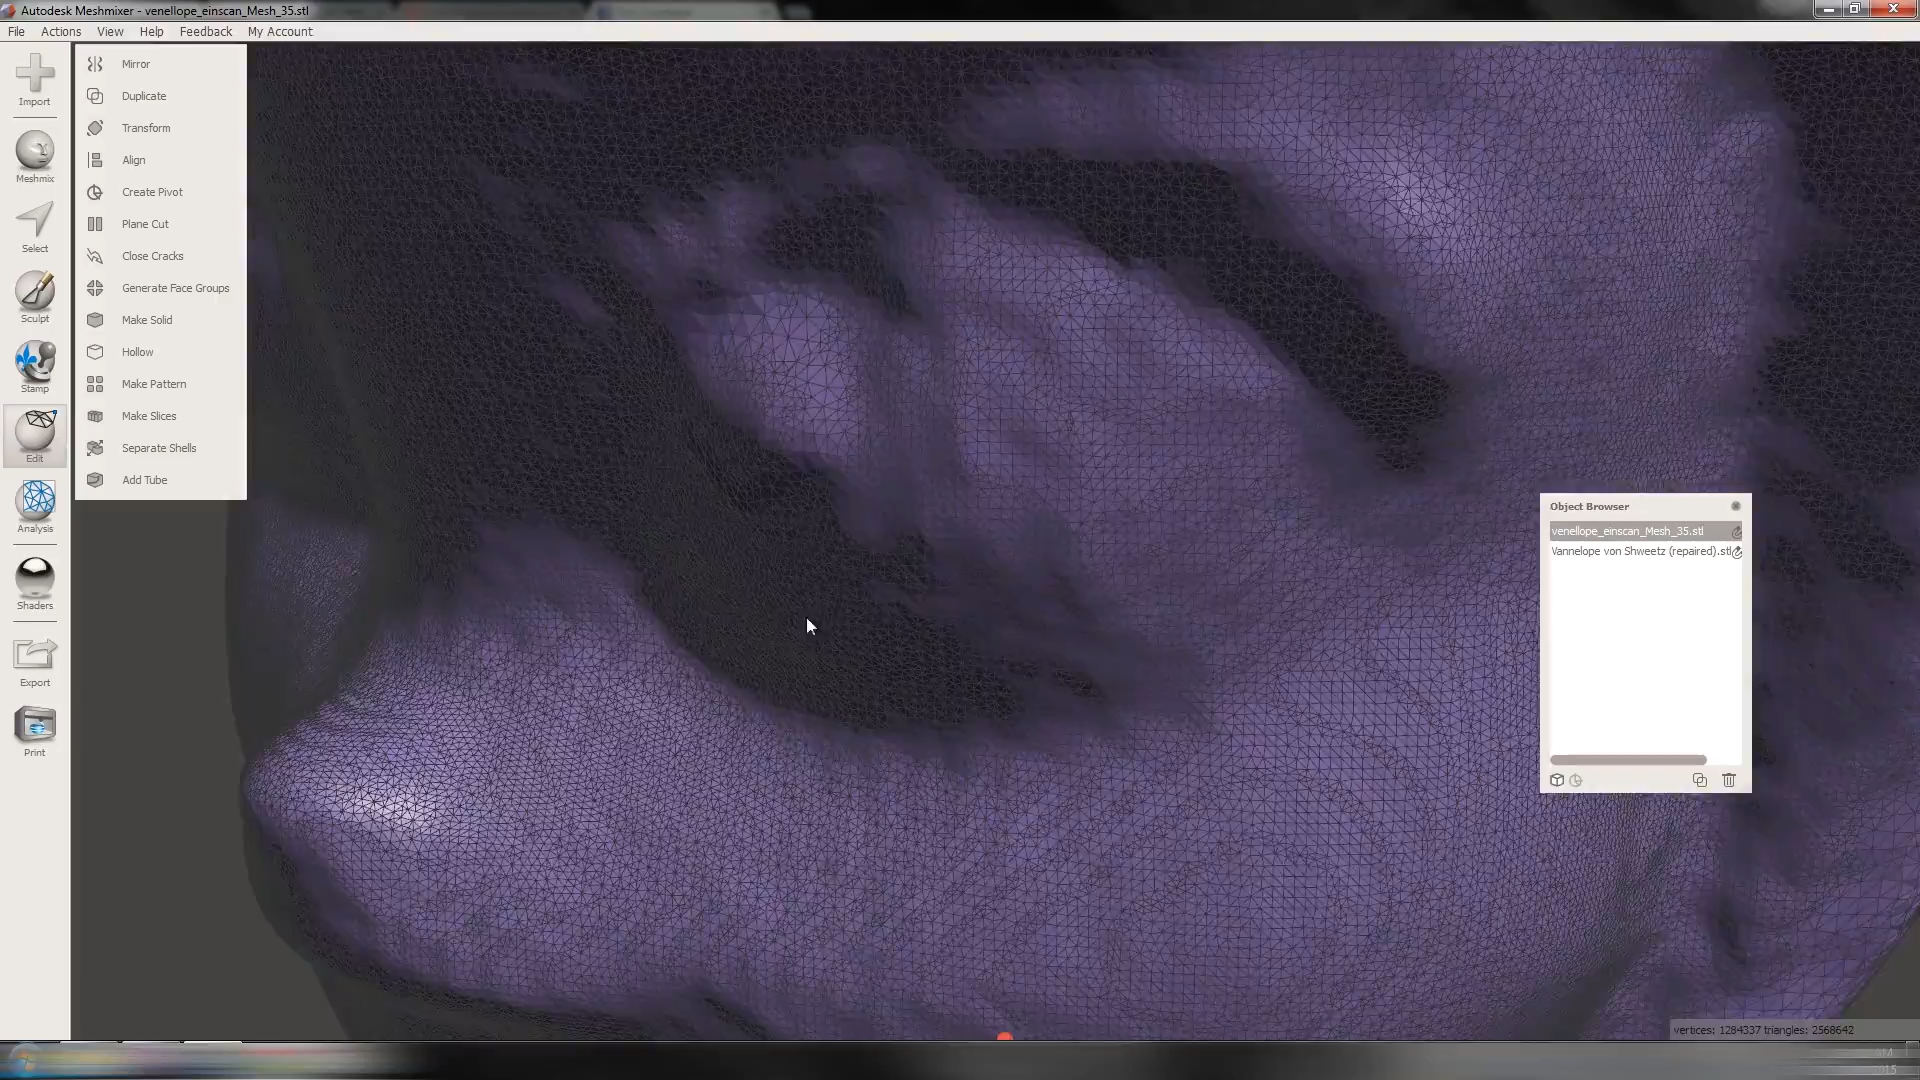 Autodesk Meshmixer - venellope_einscan_Mesh_35.stl
File Actions View Help Feedback My Account
Import
Meshmix
Select
Sculpt
Stamp
Edit
Analysis
Shaders
Export
Print
Mirror
Duplicate
Transform
Align
Create Pivot
Plane Cut
Close Cracks
Generate Face Groups
Make Solid
Hollow
Make Pattern
Make Slices
Separate Shells
Add Tube
Object Browser
venellope_einscan_Mesh_35.stl
Vannelope von Shweetz (repaired).stl
vertices: 1284337 triangles: 2568642